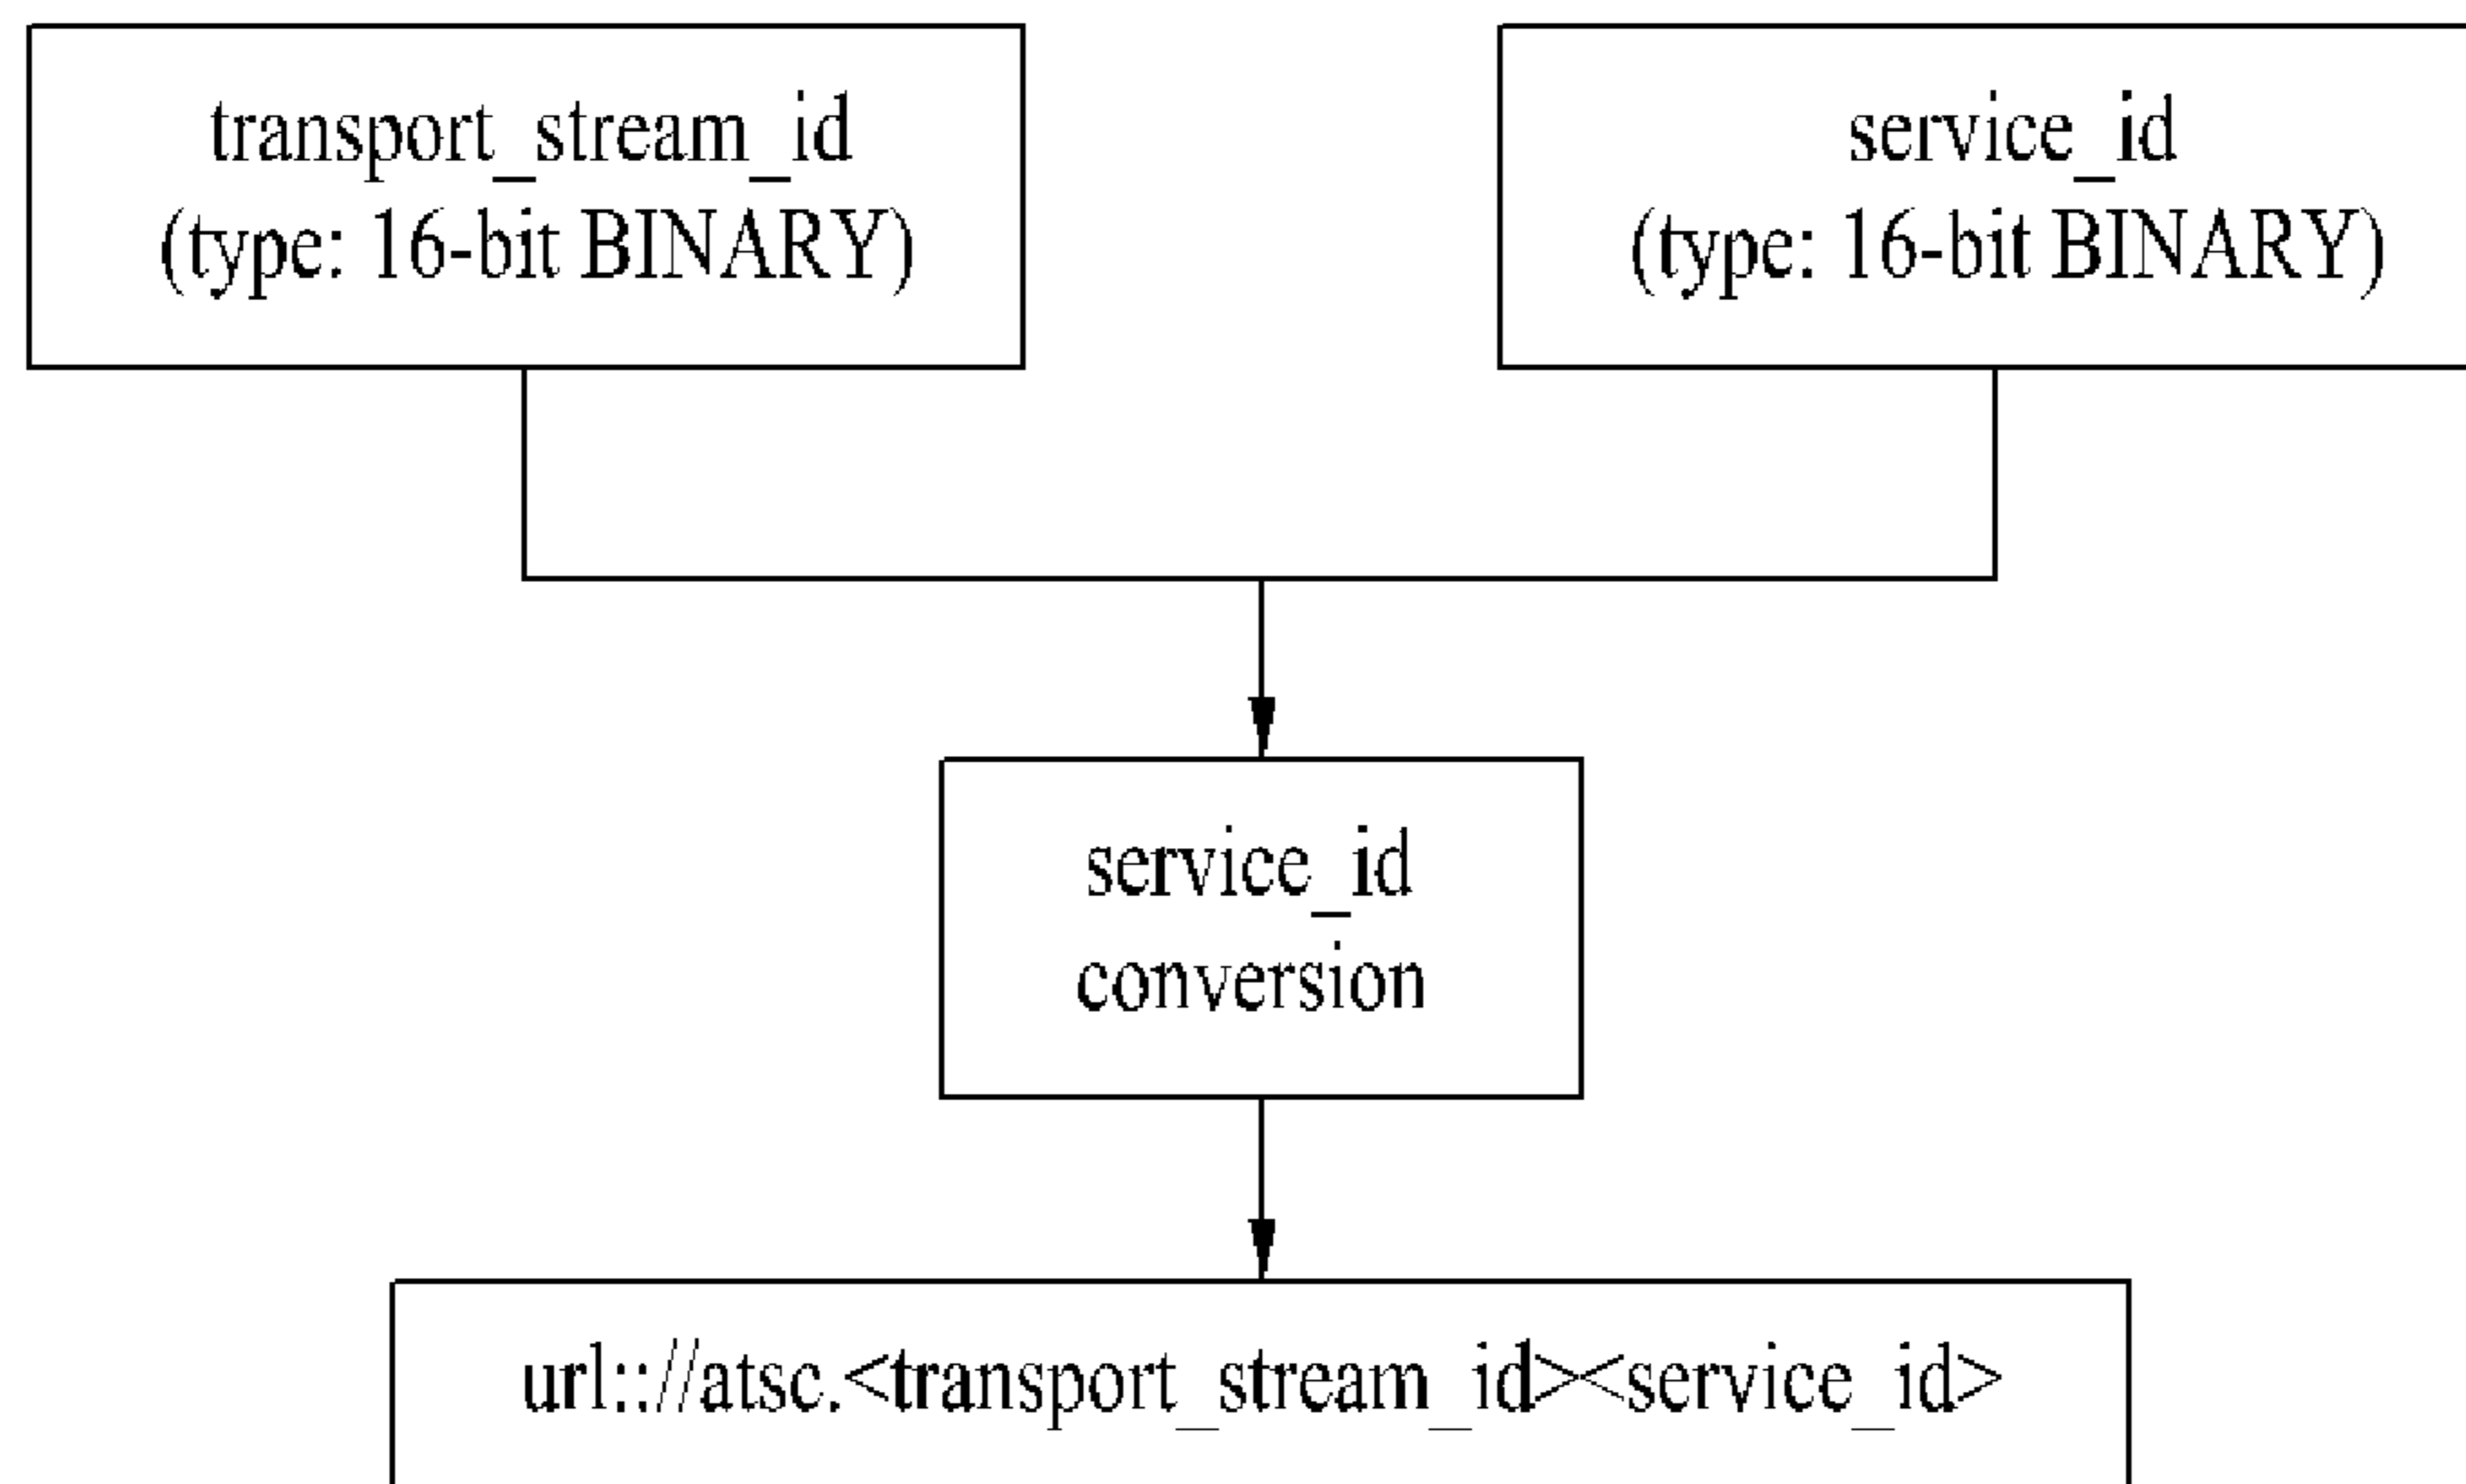 transport_stream_id
(type: 16-bit BINARY)
service_id
(type: 16-bit BINARY)
service_id
conversion
url:://atsc.<transport_stream_id><service_id>